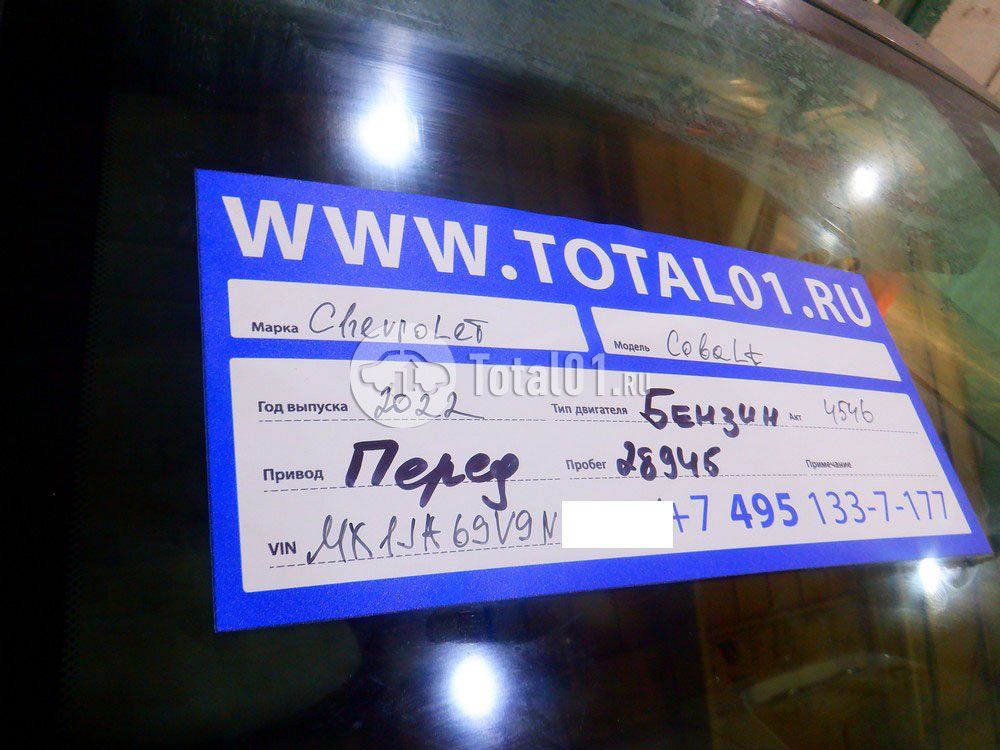 WWW.TOTAL01.RU
Марка Chevrolet Модель Cobalt
Total01.ru
Год выпуска 2022 Тип двигателя Бензин Акт 4546
Привод Перед Пробег 28946 Примечание
VIN MK1JA69V9N +7 495 133-7-177